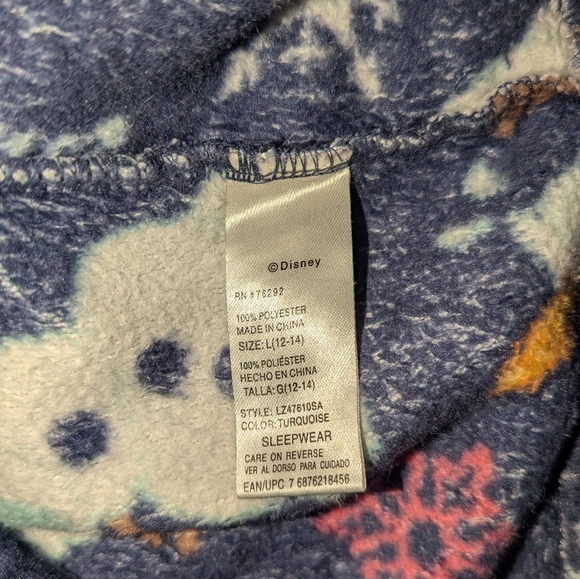 ©Disney
RN #76292
100% POLYESTER
MADE IN CHINA
SIZE: L(12-14)
100% POLIÉSTER
HECHO EN CHINA
TALLA: G(12-14)
STYLE: LZ47610SA
COLOR: TURQUOISE
SLEEPWEAR
CARE ON REVERSE
VER AL DORSO PARA CUIDADO
EAN/UPC 7 6876218456